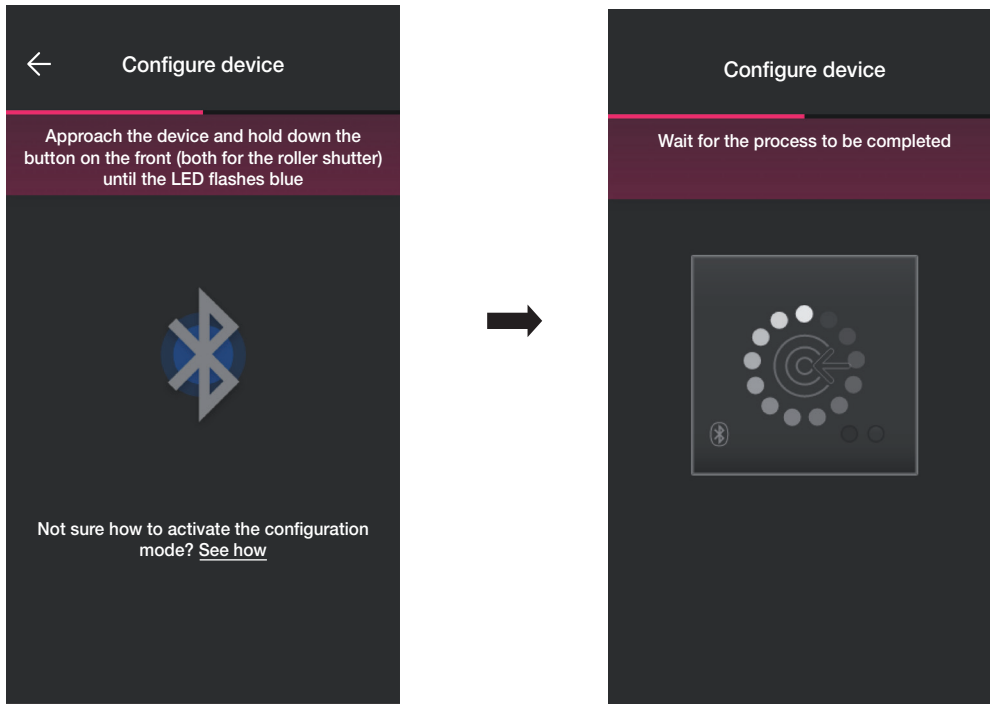 Configure device
Approach the device and hold down the
button on the front (both for the roller shutter)
until the LED flashes blue
Not sure how to activate the configuration
mode? See how
Configure device
Wait for the process to be completed